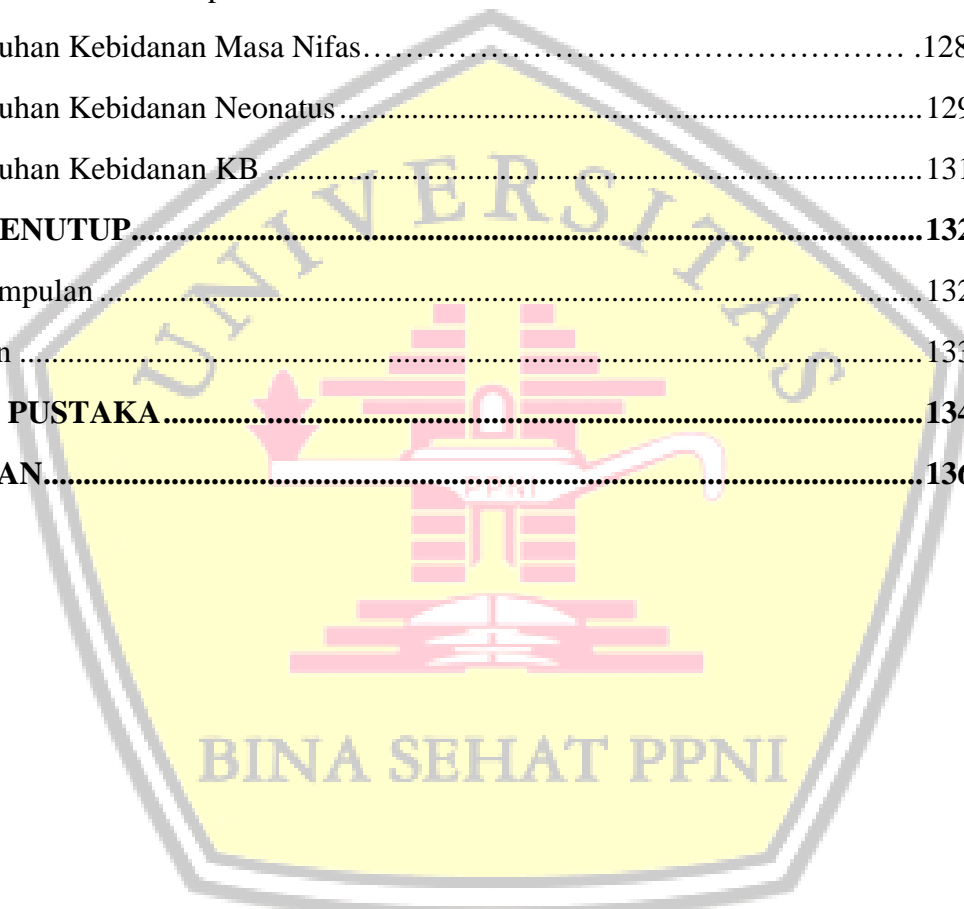 uhan Kebidanan Masa Nifas…………………………………………… .128
uhan Kebidanan Neonatus.......................................................................129
uhan Kebidanan KB.................................................................................131
ENUTUP...................................................................................................132
mpulan.......................................................................................................132
n.................................................................................................................133
PUSTAKA................................................................................................134
AN..............................................................................................................136
UNIVERSITAS
PPNI
BINA SEHAT PPNI